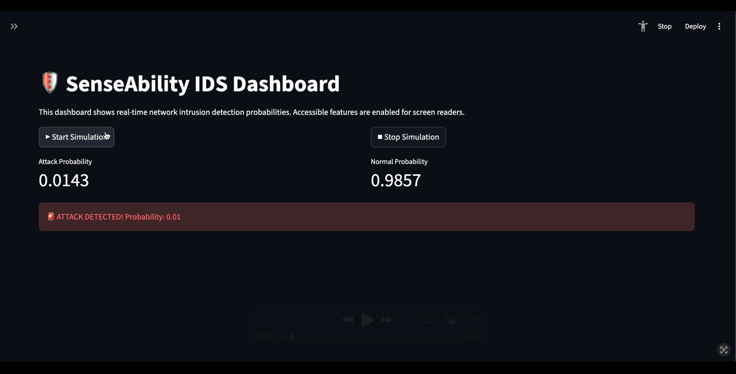 Stop Deploy
SenseAbility IDS Dashboard
This dashboard shows real-time network intrusion detection probabilities. Accessible features are enabled for screen readers.
Start Simulation Stop Simulation
Attack Probability Normal Probability
0.0143 0.9857
ATTACK DETECTED! Probability: 0.01